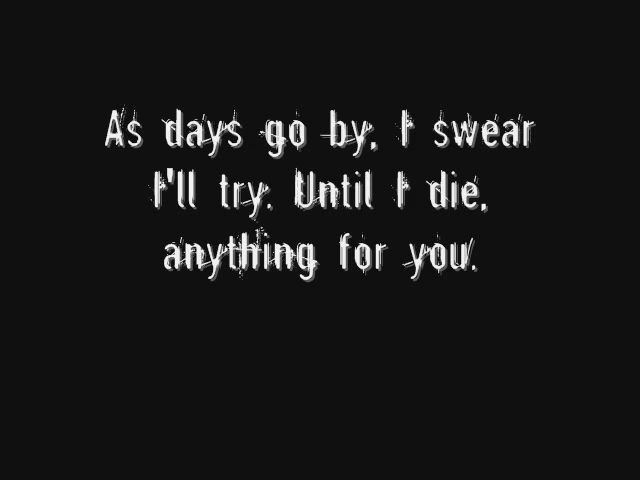 As days go by, I swear
I'll try. Until I die,
anything for you.